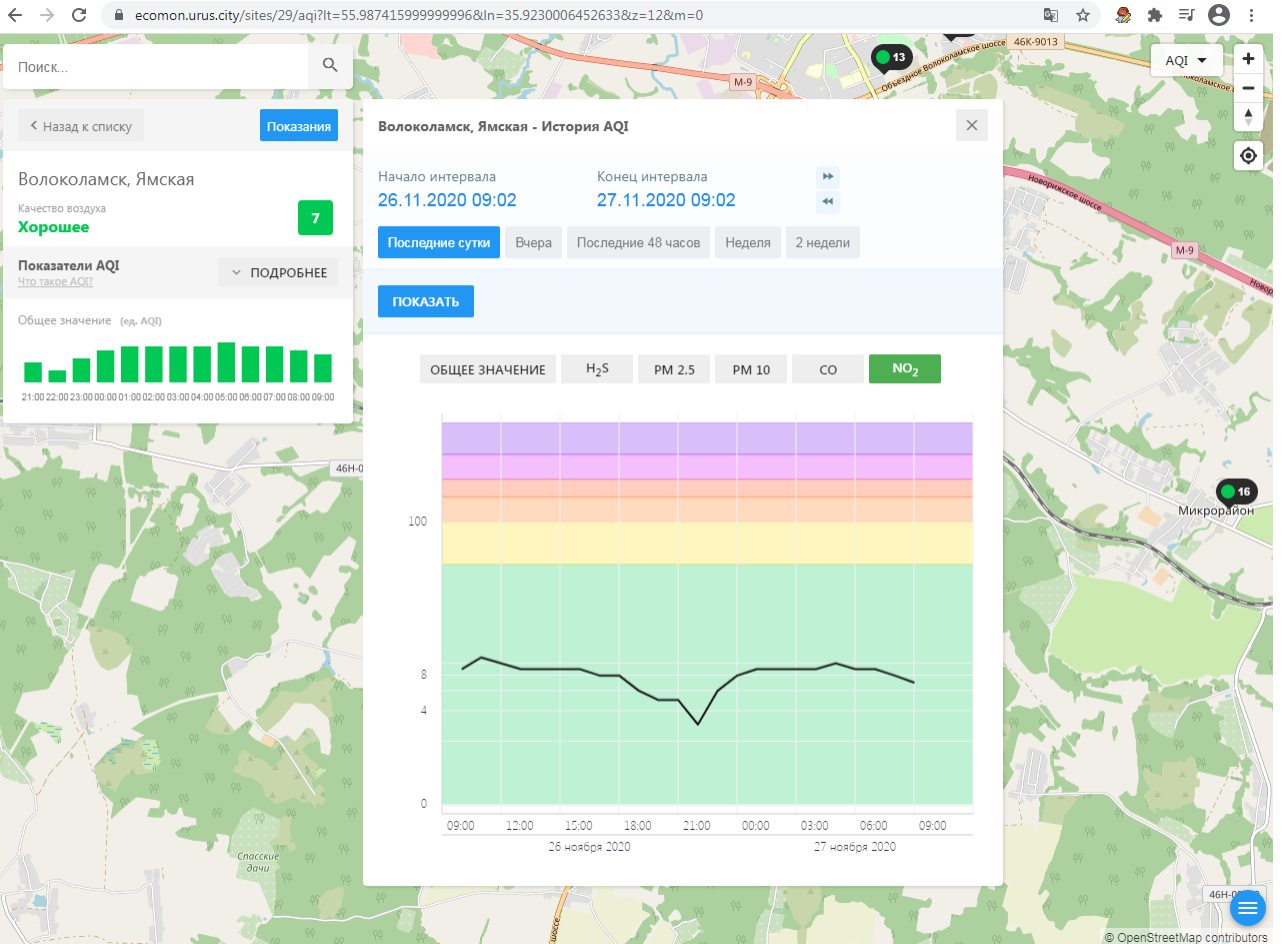 ecomon.urus.city/sites/29/aqi?lt=55.987415999999996&ln=35.9230006452633&z=12&m=0
Поиск...
46К-9013
13
Объездное Волоколамское шоссе
М-9
AQI
Назад к списку
Показания
Волоколамск, Ямская
Качество воздуха
Хорошее
7
Показатели AQI
Что такое AQI?
ПОДРОБНЕЕ
Общее значение (ед. AQI)
21:00 22:00 23:00 00:00 01:00 02:00 03:00 04:00 05:00 06:00 07:00 08:00 09:00
Волоколамск, Ямская - История AQI
Начало интервала
Конец интервала
26.11.2020 09:02
27.11.2020 09:02
Последние сутки
Вчера
Последние 48 часов
Неделя
2 недели
ПОКАЗАТЬ
ОБЩЕЕ ЗНАЧЕНИЕ
H2S
PM 2.5
PM 10
CO
NO2
100
8
4
0
09:00 12:00 15:00 18:00 21:00 00:00 03:00 06:00 09:00
26 ноября 2020
27 ноября 2020
Новорижское шоссе
М-9
16
Микрорайон
Спасские
дачи
© OpenStreetMap contributors